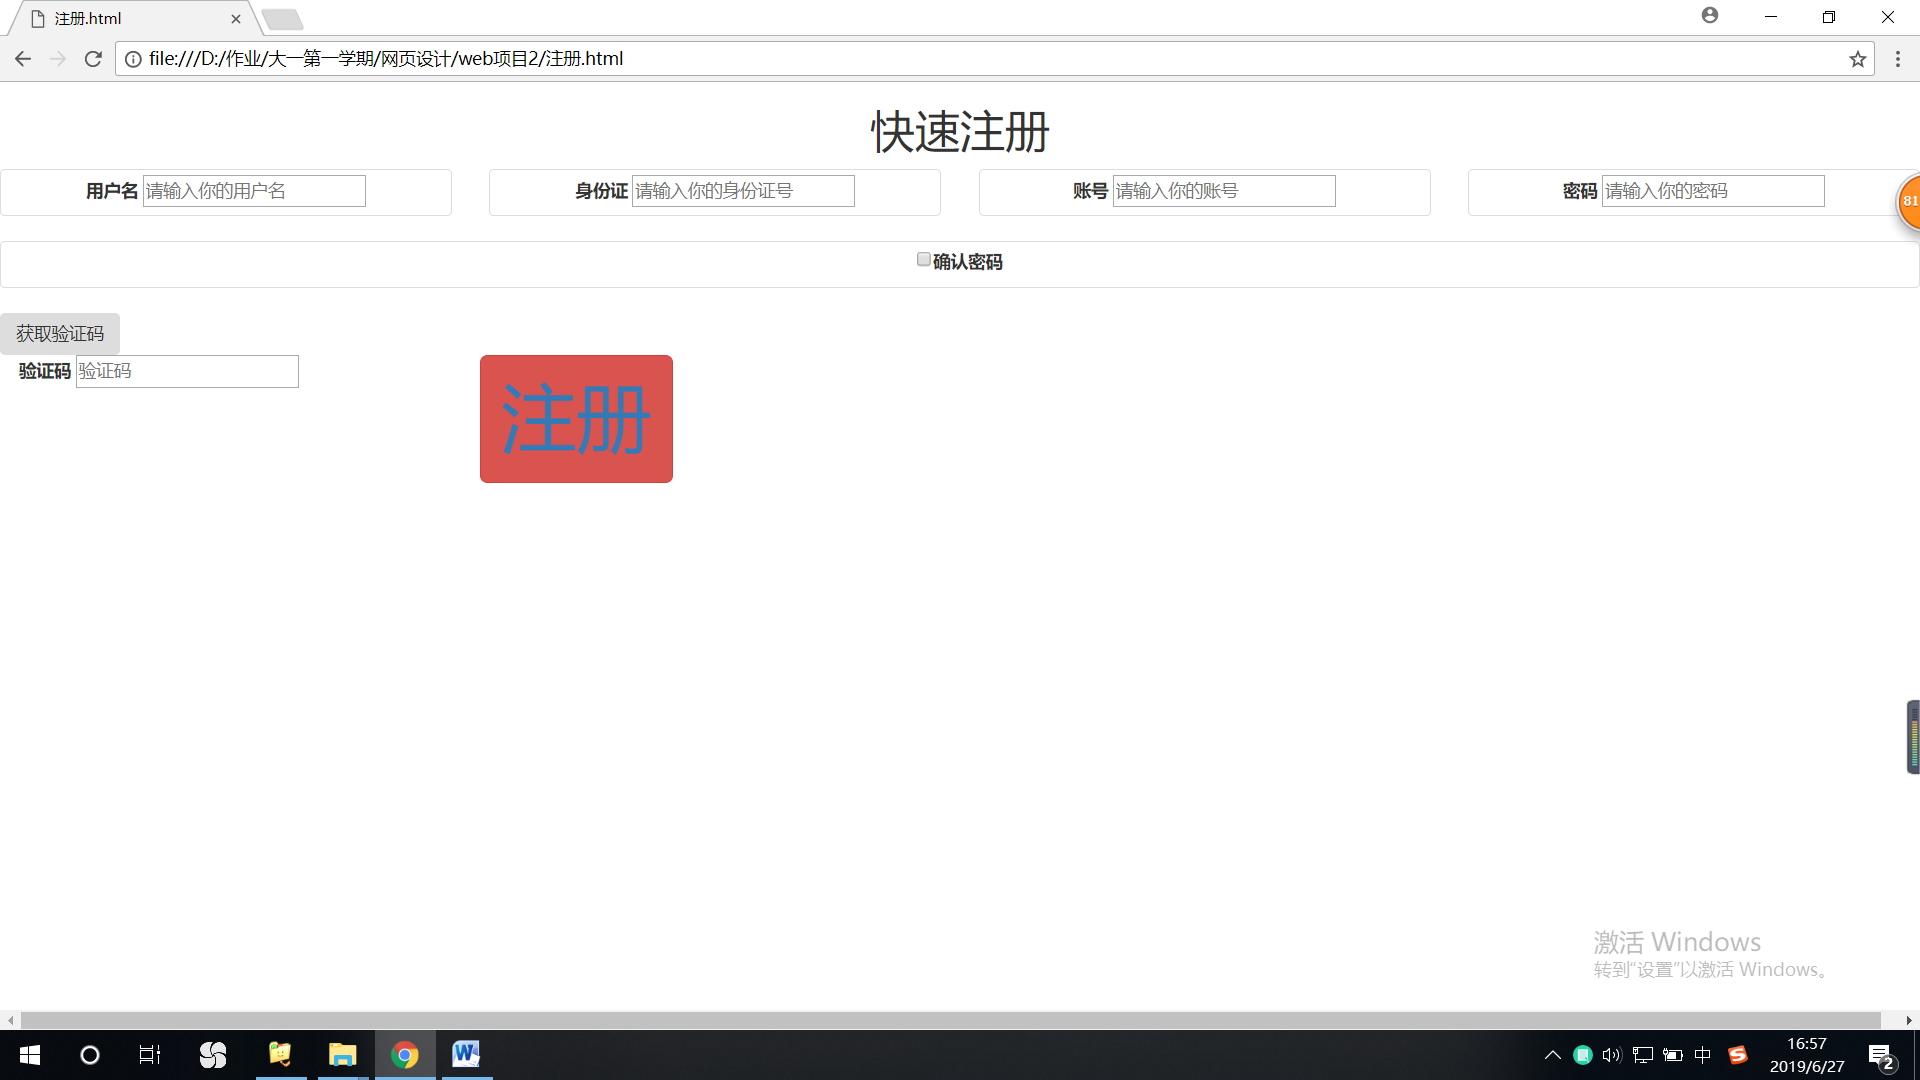 注册.html
file:///D:/作业/大一第一学期/网页设计/web项目2/注册.html
快速注册
用户名 请输入你的用户名 身份证 请输入你的身份证号 账号 请输入你的账号 密码 请输入你的密码
81
确认密码
获取验证码
验证码 验证码
注册
激活 Windows
转到“设置”以激活 Windows。
中
16:57
2019/6/27
2